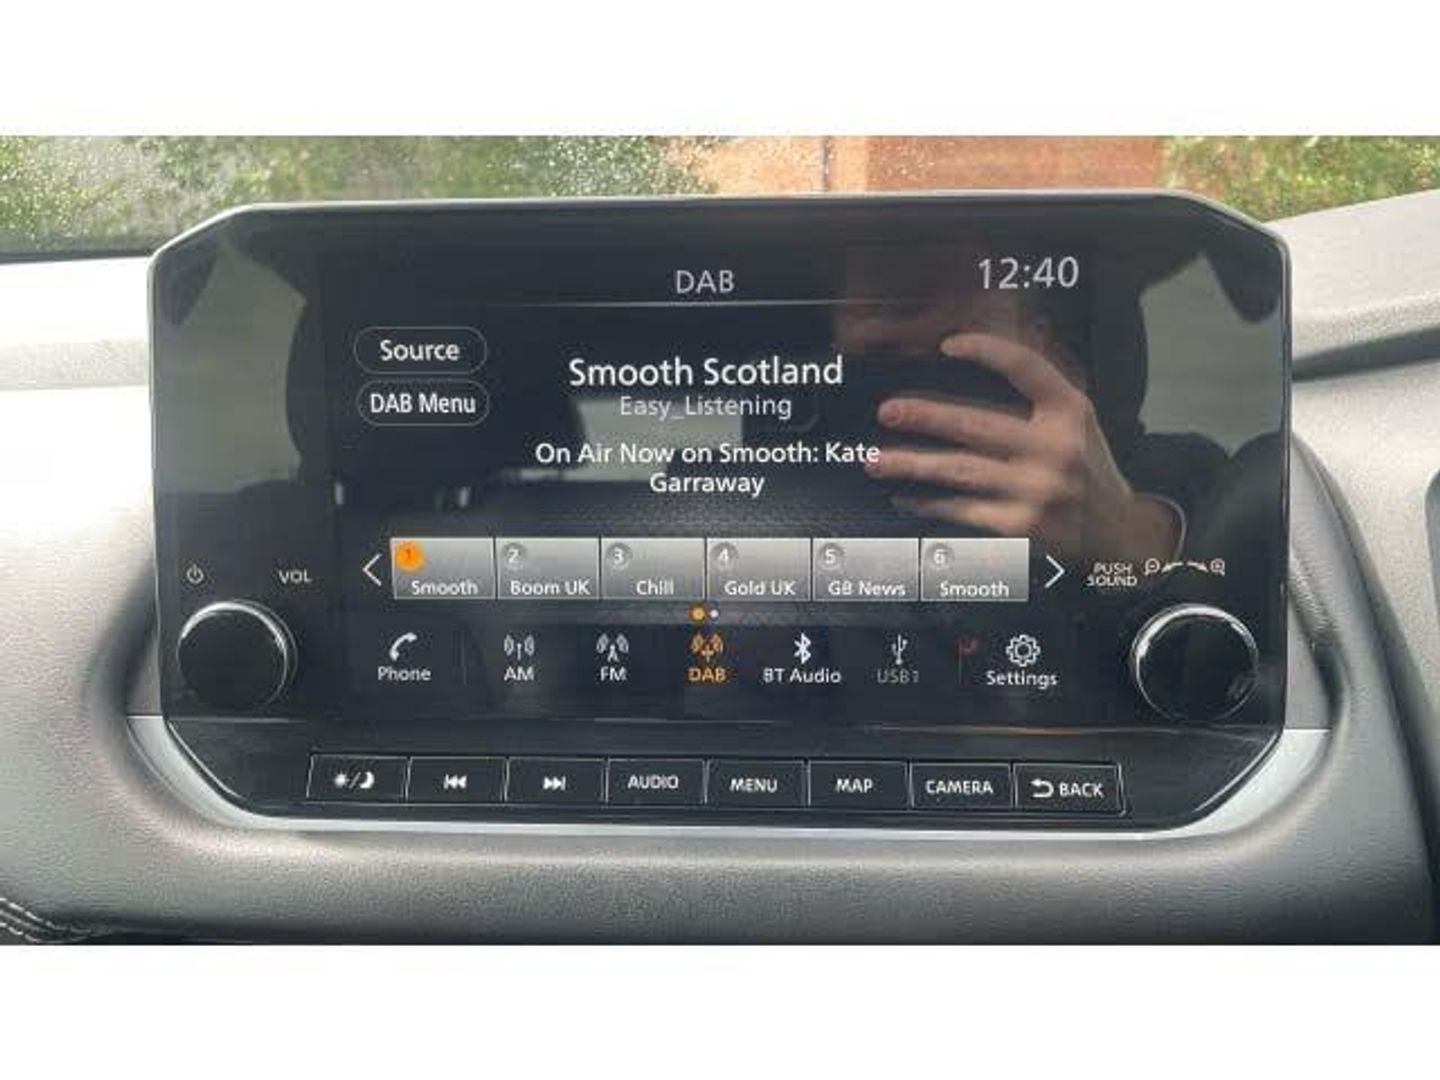 DAB
12:40
Source
DAB Menu
Smooth Scotland
Easy_Listening
On Air Now on Smooth: Kate
Garraway
1 Smooth
2 Boom UK
3 Chill
4 Gold UK
5 GB News
6 Smooth
VOL
PUSH
SOUND
Phone
AM
FM
DAB
BT Audio
USB1
Settings
AUDIO
MENU
MAP
CAMERA
BACK